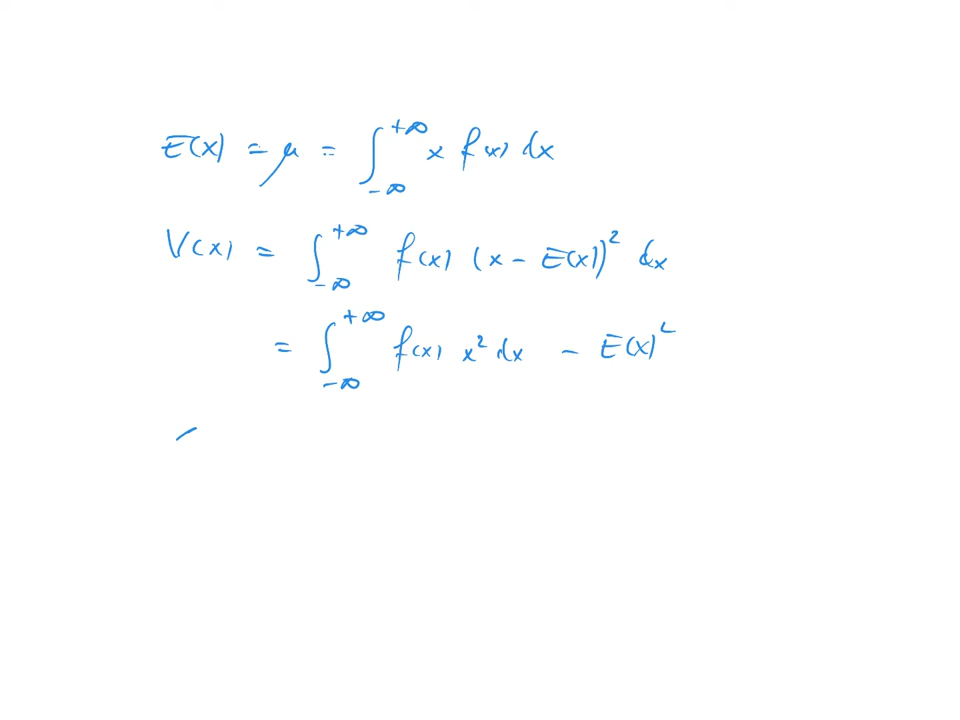 E(x) = μ = ∫_{-∞}^{+∞} x f(x) dx
V(x) = ∫_{-∞}^{+∞} f(x) (x - E(x))² dx
= ∫_{-∞}^{+∞} f(x) x² dx - E(x)²